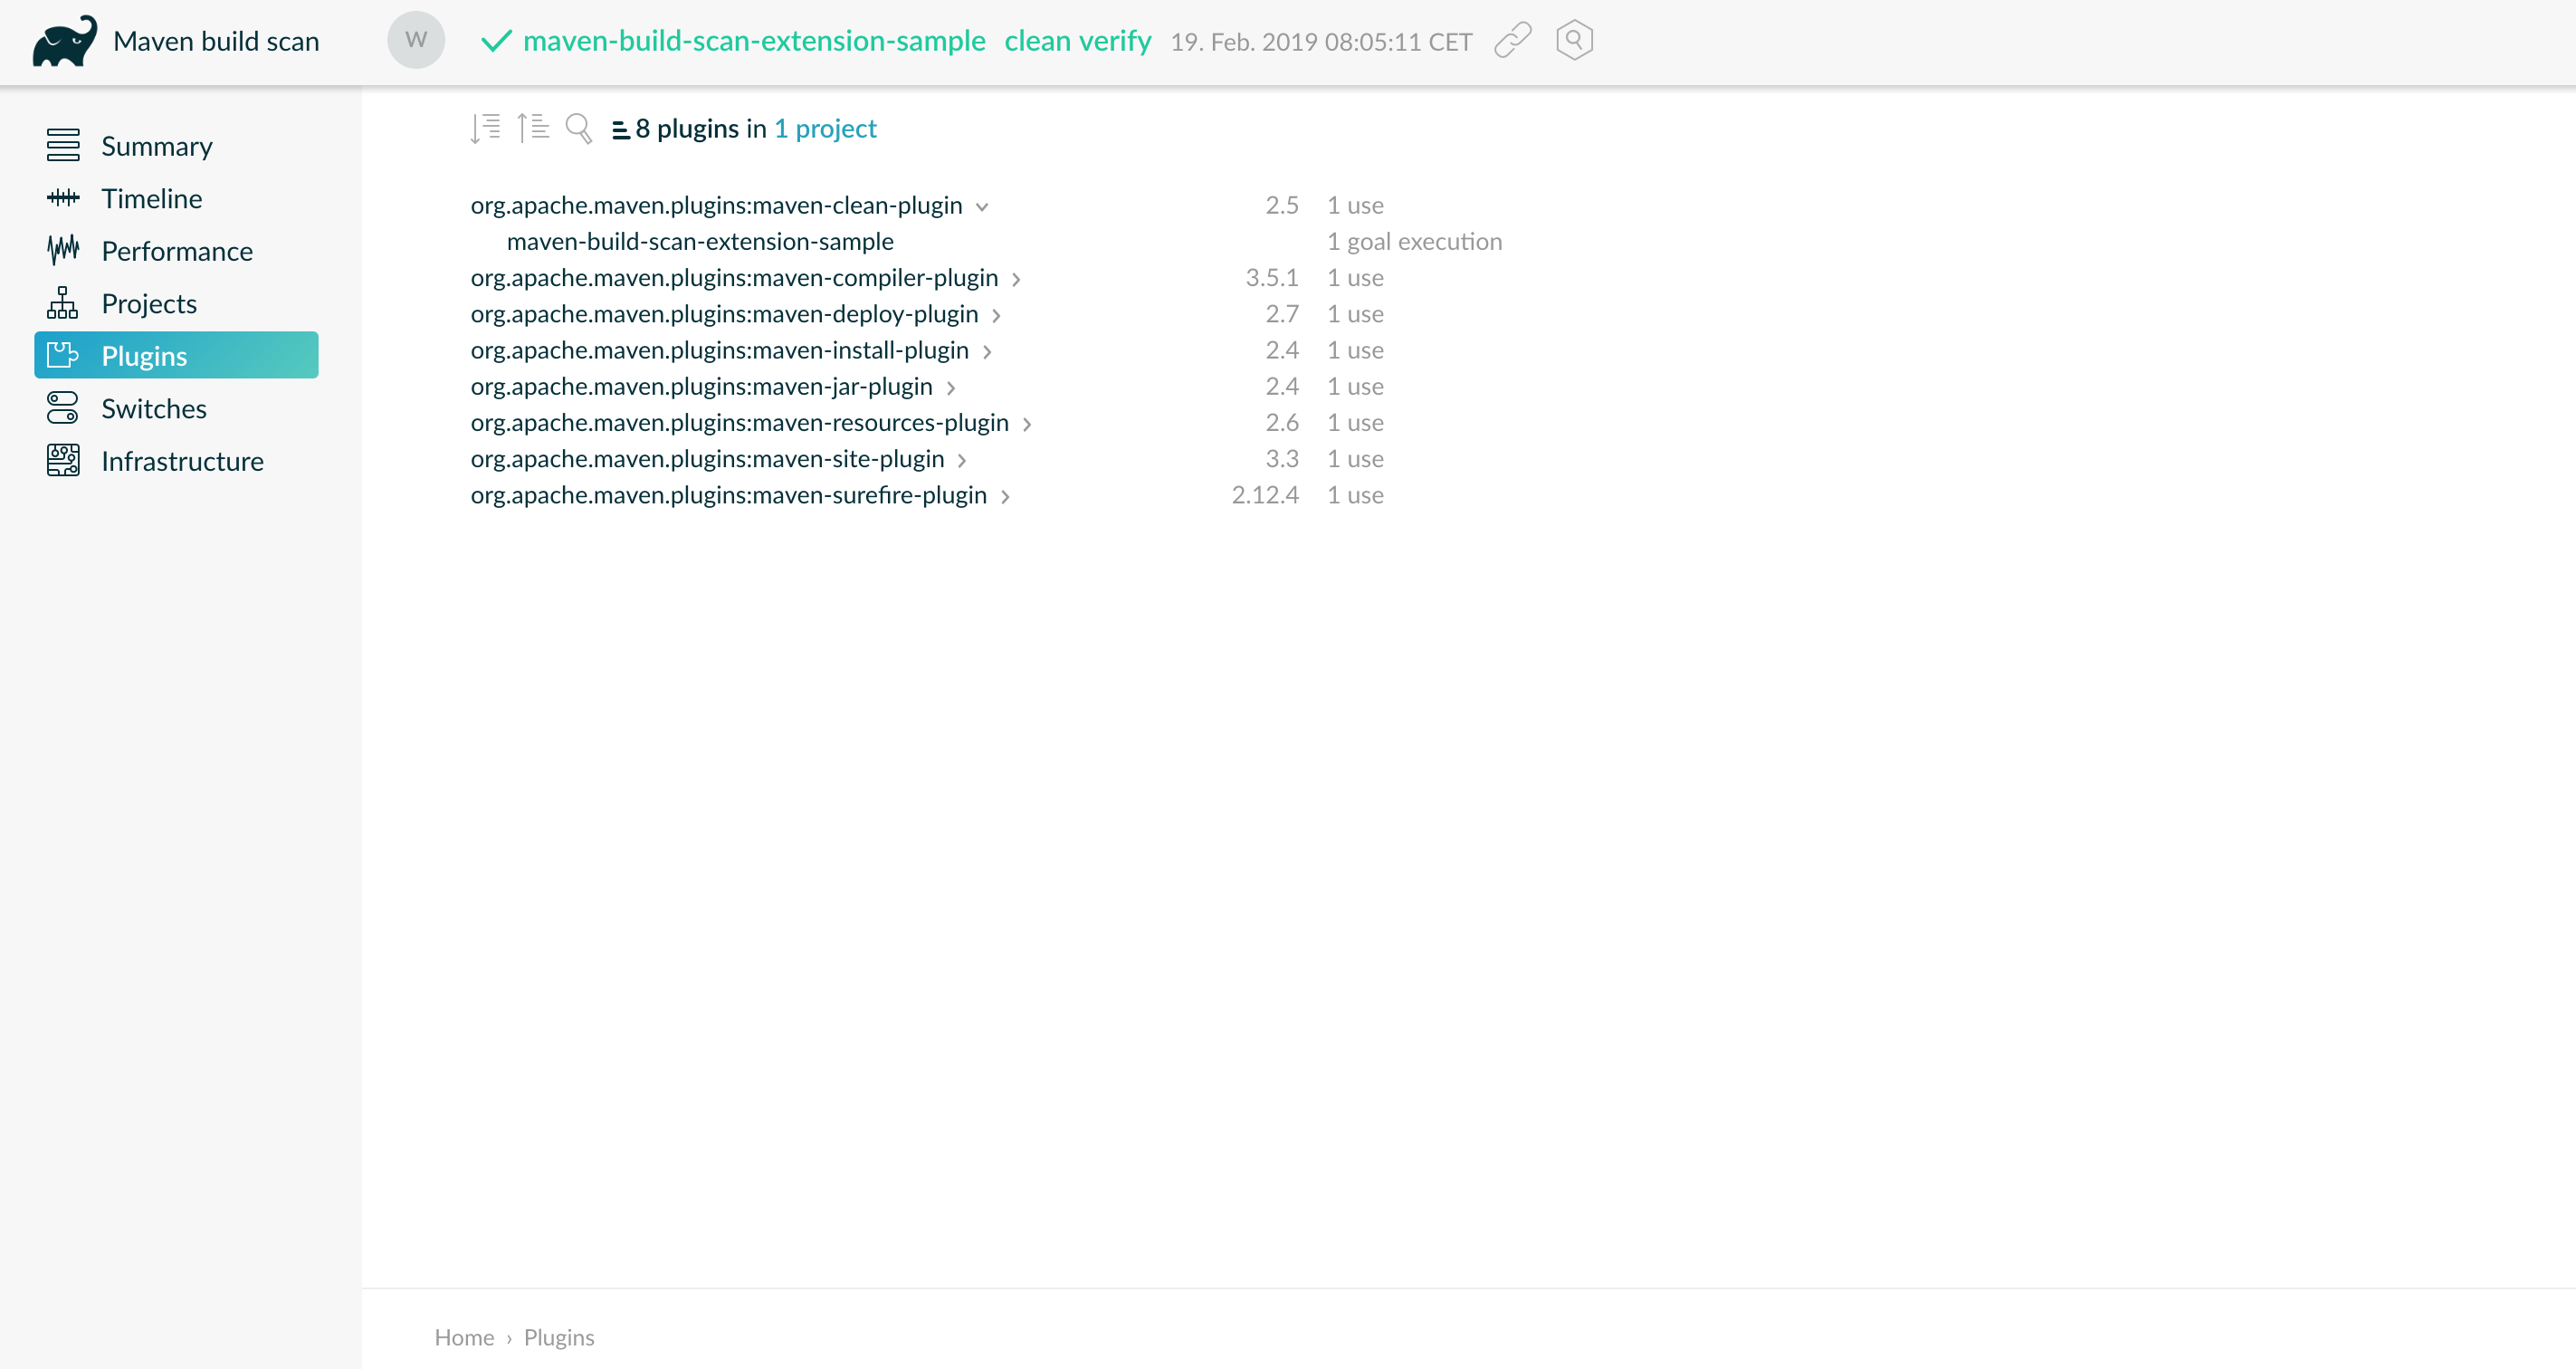 Maven build scan
W
maven-build-scan-extension-sample clean verify 19. Feb. 2019 08:05:11 CET
Summary
Timeline
Performance
Projects
Plugins
Switches
Infrastructure
8 plugins in 1 project
org.apache.maven.plugins:maven-clean-plugin 2.5 1 use
maven-build-scan-extension-sample 1 goal execution
org.apache.maven.plugins:maven-compiler-plugin 3.5.1 1 use
org.apache.maven.plugins:maven-deploy-plugin 2.7 1 use
org.apache.maven.plugins:maven-install-plugin 2.4 1 use
org.apache.maven.plugins:maven-jar-plugin 2.4 1 use
org.apache.maven.plugins:maven-resources-plugin 2.6 1 use
org.apache.maven.plugins:maven-site-plugin 3.3 1 use
org.apache.maven.plugins:maven-surefire-plugin 2.12.4 1 use
Home › Plugins